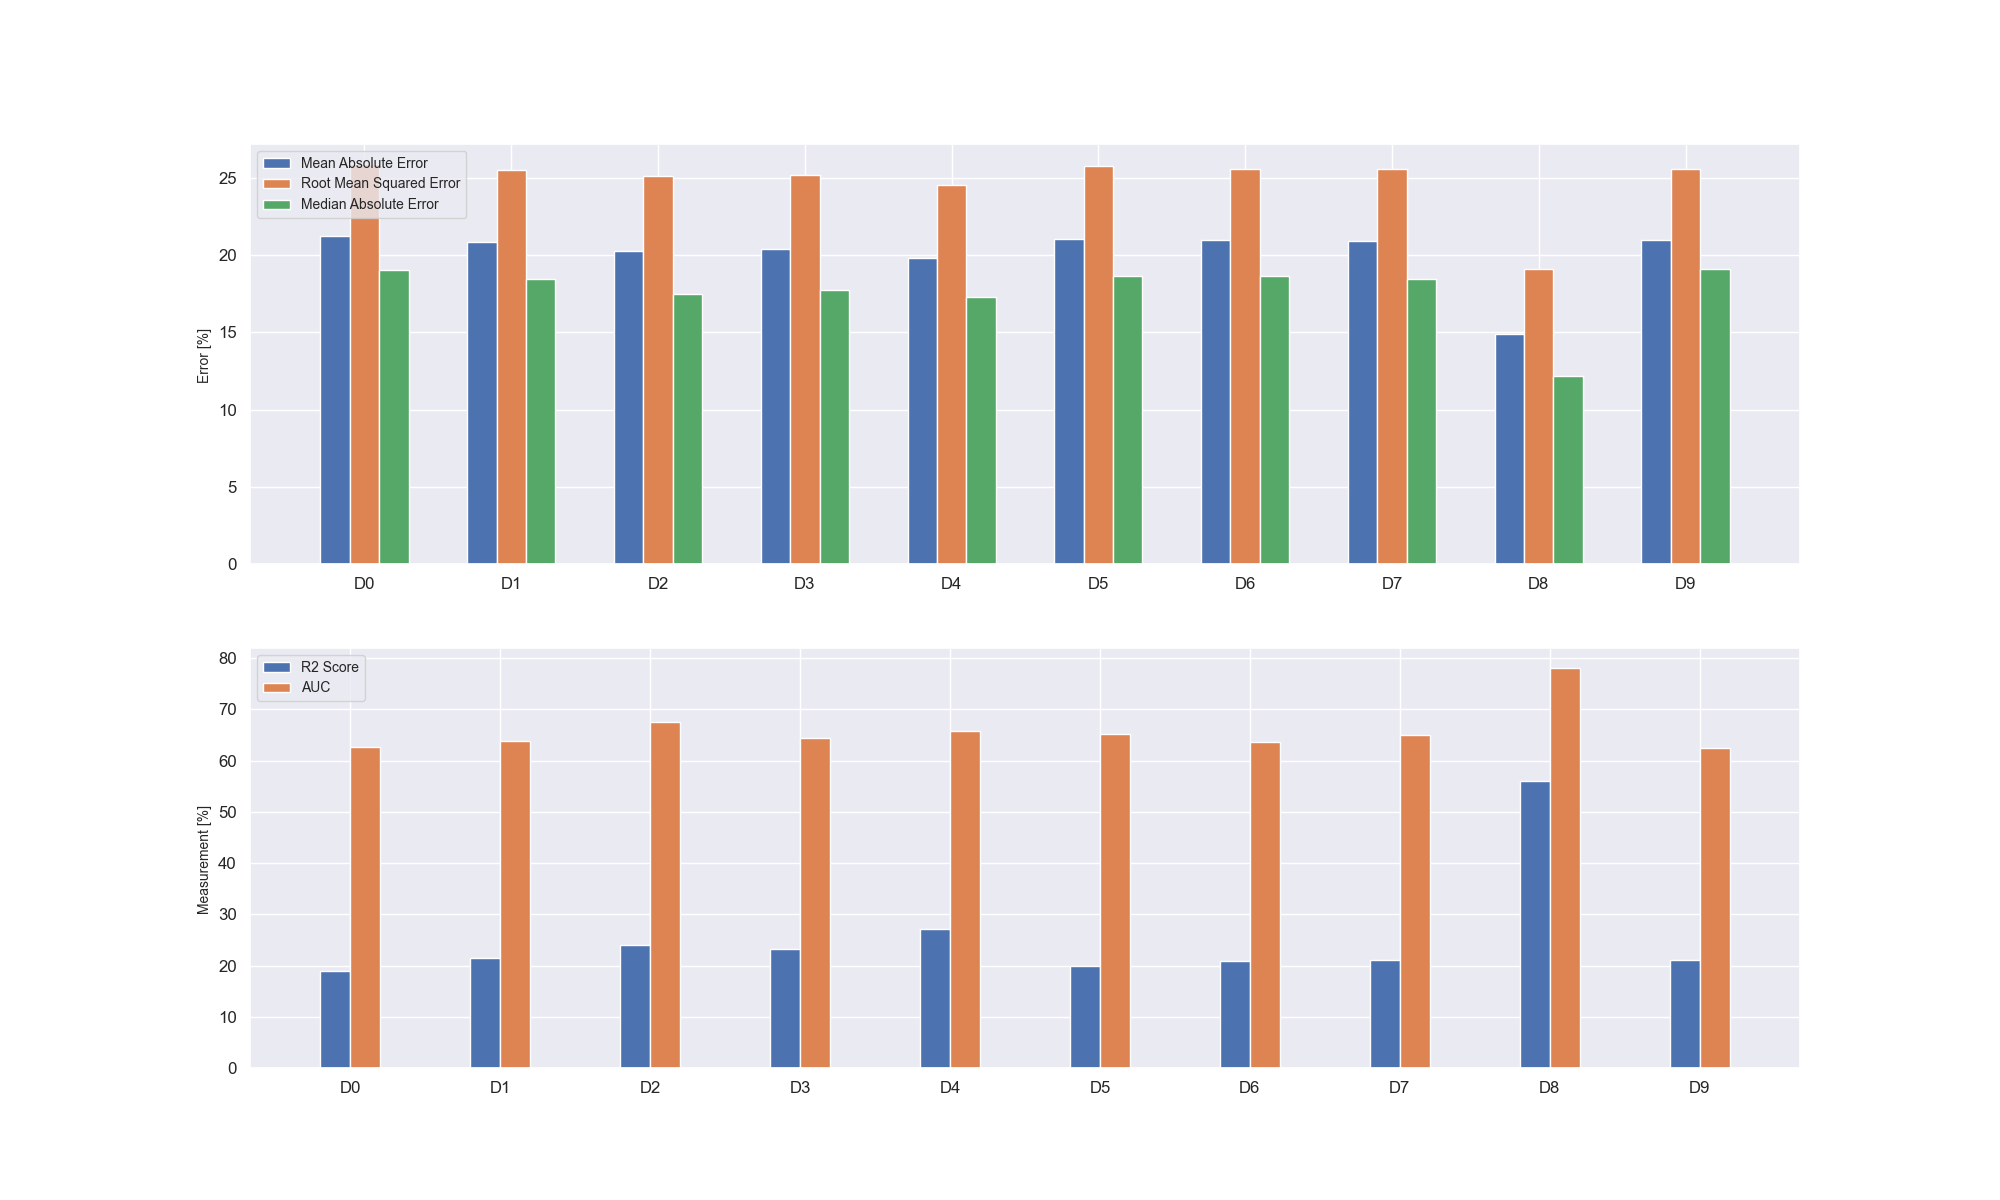 Mean Absolute Error
Root Mean Squared Error
Median Absolute Error
25
20
15
10
5
0
Error [%]
D0 D1 D2 D3 D4 D5 D6 D7 D8 D9
R2 Score
AUC
80
70
60
50
40
30
20
10
0
Measurement [%]
D0 D1 D2 D3 D4 D5 D6 D7 D8 D9